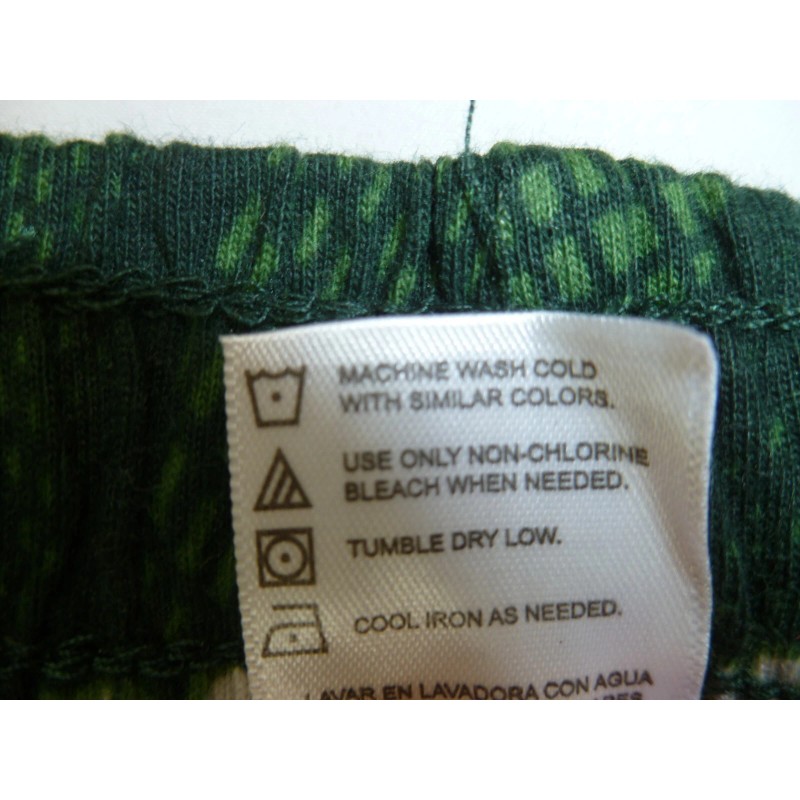 MACHINE WASH COLD
WITH SIMILAR COLORS.
USE ONLY NON-CHLORINE
BLEACH WHEN NEEDED.
TUMBLE DRY LOW.
COOL IRON AS NEEDED.
LAVAR EN LAVADORA CON AGUA